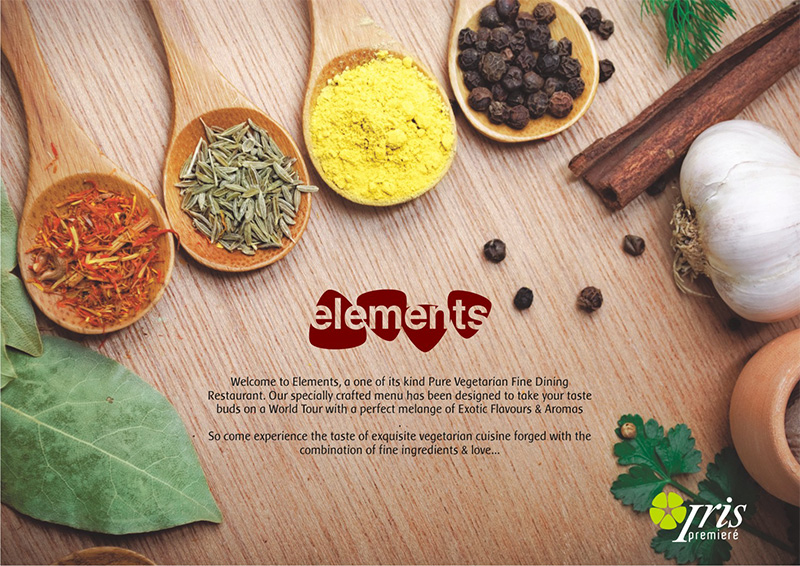 elements
Welcome to Elements, a one of its kind Pure Vegetarian Fine Dining
Restaurant. Our specially crafted menu has been designed to take your taste
buds on a World Tour with a perfect melange of Exotic Flavours & Aromas
.
So come experience the taste of exquisite vegetarian cuisine forged with the
combination of fine ingredients & love...
Iris
premieré